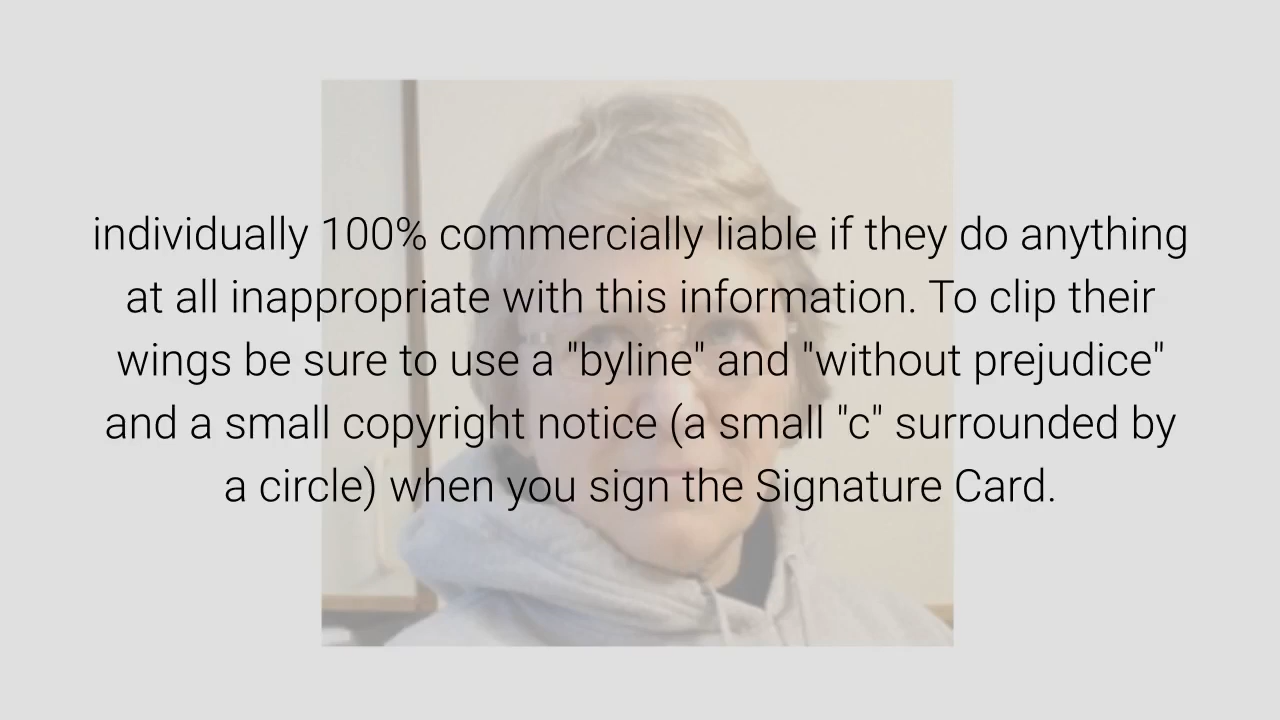 individually 100% commercially liable if they do anything
at all inappropriate with this information. To clip their
wings be sure to use a "byline" and "without prejudice"
and a small copyright notice (a small "c" surrounded by
a circle) when you sign the Signature Card.